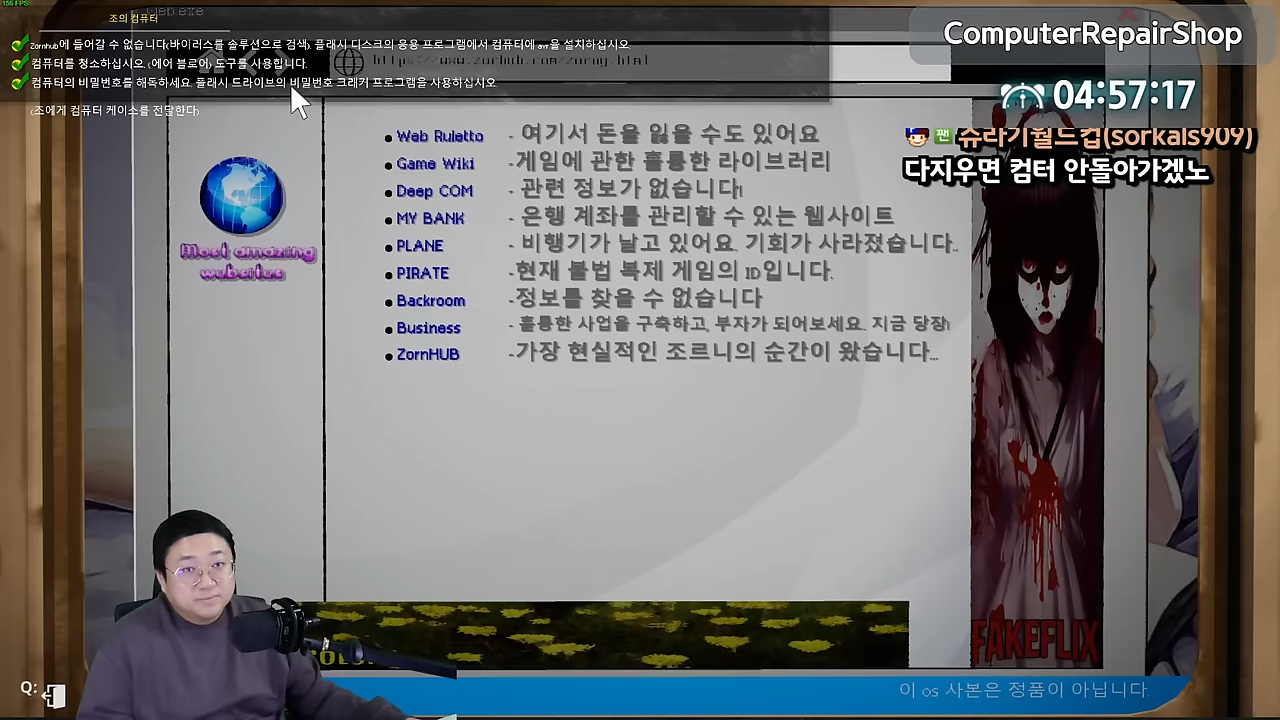 156 FPS
web.exe
조의 컴퓨터
Zornhub에 들어갈 수 없습니다(바이러스를 솔루션으로 검색). 플래시 디스크의 응용 프로그램에서 컴퓨터에 를 설치하십시오.
컴퓨터를 청소하십시오. (에어 블로어) 도구를 사용합니다.
컴퓨터의 비밀번호를 해독하세요. 플래시 드라이브의 비밀번호 크래커 프로그램을 사용하십시오.
(조에게 컴퓨터 케이스를 전달한다)
ComputerRepairShop
04:57:17
팬 슈라기월드컵(sorkals909)
다지우면 컴터 안돌아가겠노
Most amazing
websites
Web Ruletto - 여기서 돈을 잃을 수도 있어요
Game Wiki -게임에 관한 훌륭한 라이브러리
Deep COM - 관련 정보가 없습니다!
MY BANK - 은행 계좌를 관리할 수 있는 웹사이트
PLANE - 비행기가 날고 있어요. 기회가 사라졌습니다..
PIRATE -현재 불법 복제 게임의 ID입니다.
Backroom -정보를 찾을 수 없습니다
Business - 훌륭한 사업을 구축하고, 부자가 되어보세요. 지금 당장!
ZornHUB -가장 현실적인 조르니의 순간이 왔습니다...
FAKEFLIX
이 os 사본은 정품이 아닙니다.
Q: